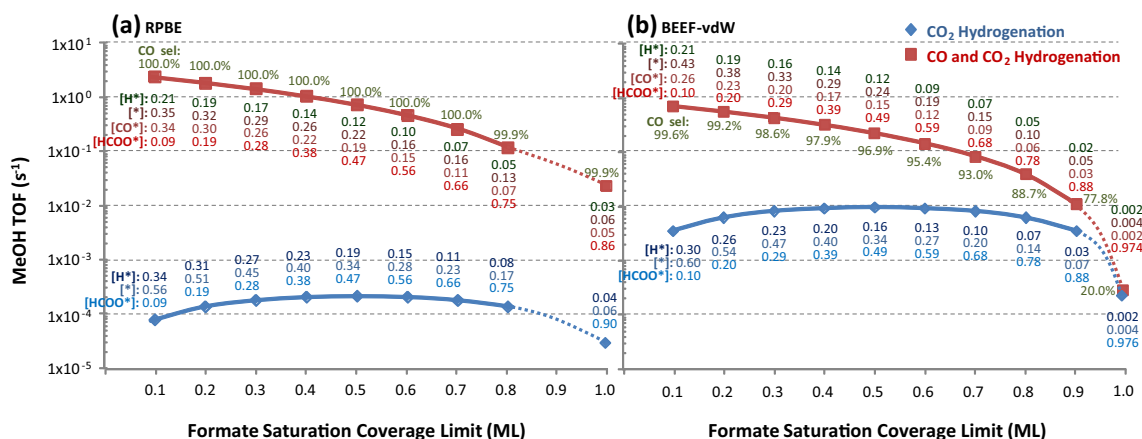 (a) RPBE
(b) BEEF-vdW
CO₂ Hydrogenation
CO and CO₂ Hydrogenation
MeOH TOF (s⁻¹)
1x10¹
1x10⁰
1x10⁻¹
1x10⁻²
1x10⁻³
1x10⁻⁴
1x10⁻⁵
CO sel:
100.0% 100.0% 100.0% 100.0% 100.0% 100.0% 100.0% 99.9% 99.9%
[H*]: 0.21 0.19 0.17 0.14 0.12 0.10 0.07 0.05 0.03
[*]: 0.35 0.32 0.29 0.26 0.22 0.16 0.16 0.13 0.06
[CO*]: 0.34 0.30 0.26 0.22 0.19 0.15 0.11 0.07 0.05
[HCOO*]: 0.09 0.19 0.28 0.38 0.47 0.56 0.66 0.75 0.86
[H*]: 0.34 0.31 0.27 0.23 0.19 0.15 0.11 0.08 0.04
[*]: 0.56 0.51 0.45 0.40 0.34 0.28 0.23 0.17 0.06
[HCOO*]: 0.09 0.19 0.28 0.38 0.47 0.56 0.66 0.75 0.90
0.1 0.2 0.3 0.4 0.5 0.6 0.7 0.8 1.0
Formate Saturation Coverage Limit (ML)
[H*]: 0.21 0.19 0.16 0.14 0.12 0.09 0.07 0.05 0.02 0.002
[*]: 0.43 0.38 0.33 0.29 0.24 0.19 0.15 0.10 0.05 0.004
[CO*]: 0.26 0.23 0.20 0.17 0.15 0.12 0.09 0.06 0.03 0.002
[HCOO*]: 0.10 0.20 0.29 0.39 0.49 0.59 0.68 0.78 0.88 0.974
CO sel:
99.6% 99.2% 98.6% 97.9% 96.9% 95.4% 93.0% 88.7% 77.8% 20.0%
[H*]: 0.30 0.26 0.23 0.20 0.16 0.13 0.10 0.07 0.03 0.002
[*]: 0.60 0.54 0.47 0.40 0.34 0.27 0.20 0.14 0.07 0.004
[HCOO*]: 0.10 0.20 0.29 0.39 0.49 0.59 0.68 0.78 0.88 0.976
0.1 0.2 0.3 0.4 0.5 0.6 0.7 0.8 0.9 1.0
Formate Saturation Coverage Limit (ML)